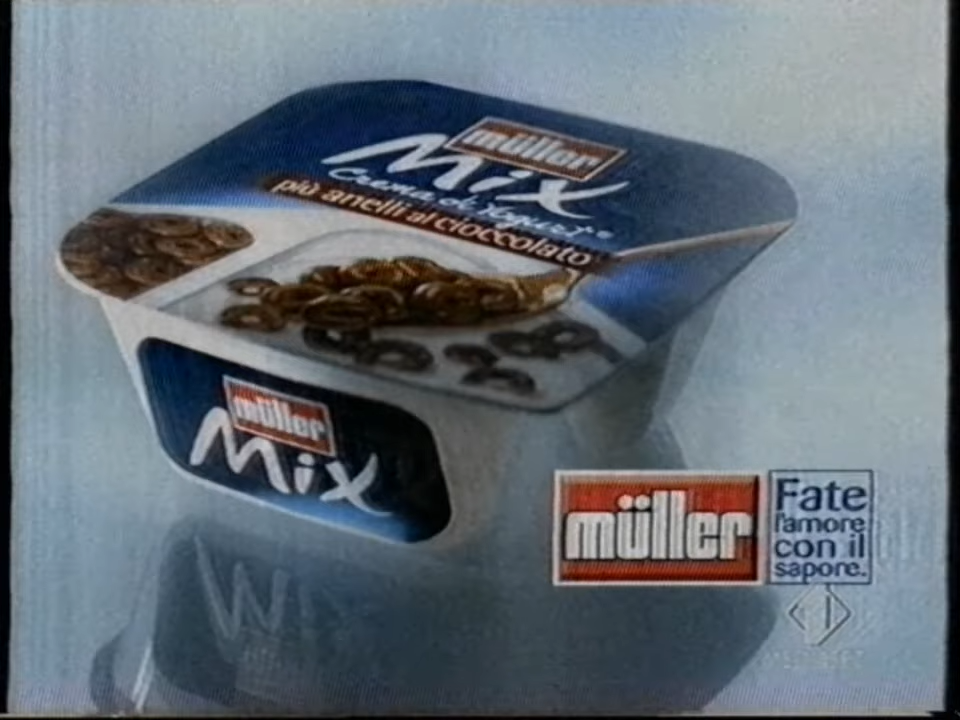 müller
Mix
Crema di Yogurt
più anelli al cioccolato
müller
Mix
müller
Fate
l'amore
con il
sapore.